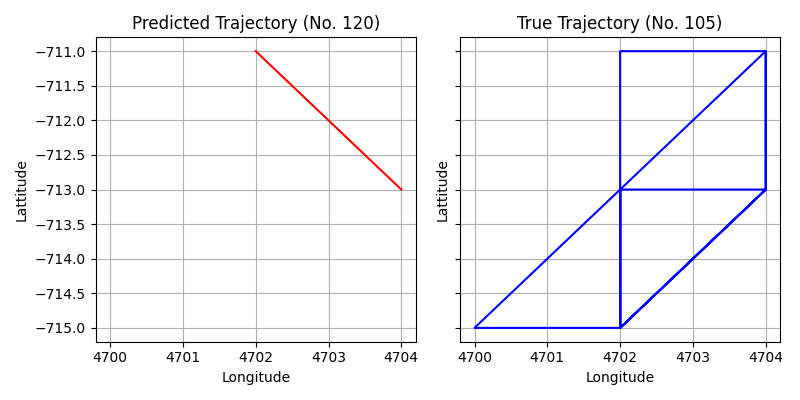 Predicted Trajectory (No. 120)
True Trajectory (No. 105)
−711.0
−711.5
−712.0
−712.5
−713.0
−713.5
−714.0
−714.5
−715.0
Lattitude
Lattitude
4700 4701 4702 4703 4704
4700 4701 4702 4703 4704
Longitude
Longitude